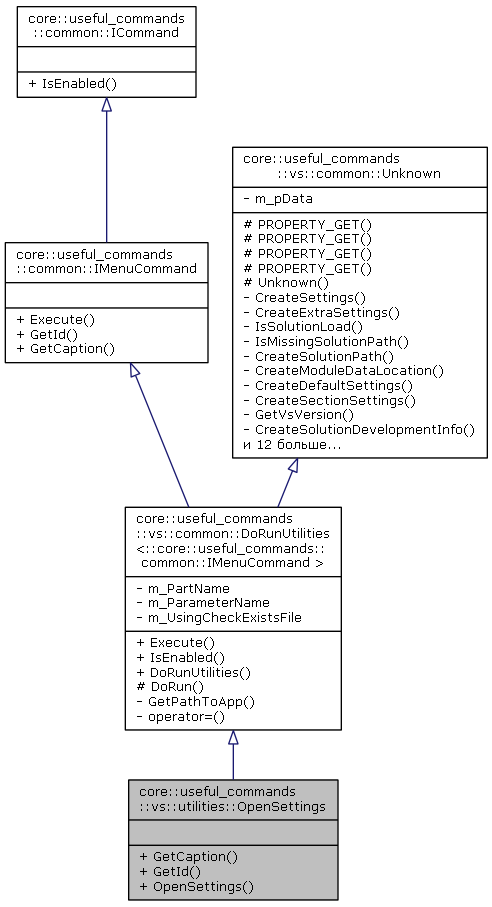 core::useful_commands
::common::ICommand
+ IsEnabled()
core::useful_commands
::vs::common::Unknown
- m_pData
# PROPERTY_GET()
# PROPERTY_GET()
# PROPERTY_GET()
# PROPERTY_GET()
# Unknown()
- CreateSettings()
- CreateExtraSettings()
- IsSolutionLoad()
- IsMissingSolutionPath()
- CreateSolutionPath()
- CreateModuleDataLocation()
- CreateDefaultSettings()
- CreateSectionSettings()
- GetVsVersion()
- CreateSolutionDevelopmentInfo()
и 12 больше...
core::useful_commands
::common::IMenuCommand
+ Execute()
+ GetId()
+ GetCaption()
core::useful_commands
::vs::common::DoRunUtilities
<::core::useful_commands::
common::IMenuCommand >
- m_PartName
- m_ParameterName
- m_UsingCheckExistsFile
+ Execute()
+ IsEnabled()
+ DoRunUtilities()
# DoRun()
- GetPathToApp()
- operator=()
core::useful_commands
::vs::utilities::OpenSettings
+ GetCaption()
+ GetId()
+ OpenSettings()